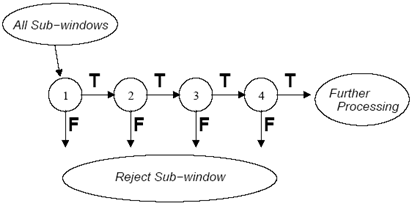 All Sub-windows
T T T T
1 2 3 4
Further
Processing
F F F F
Reject Sub-window